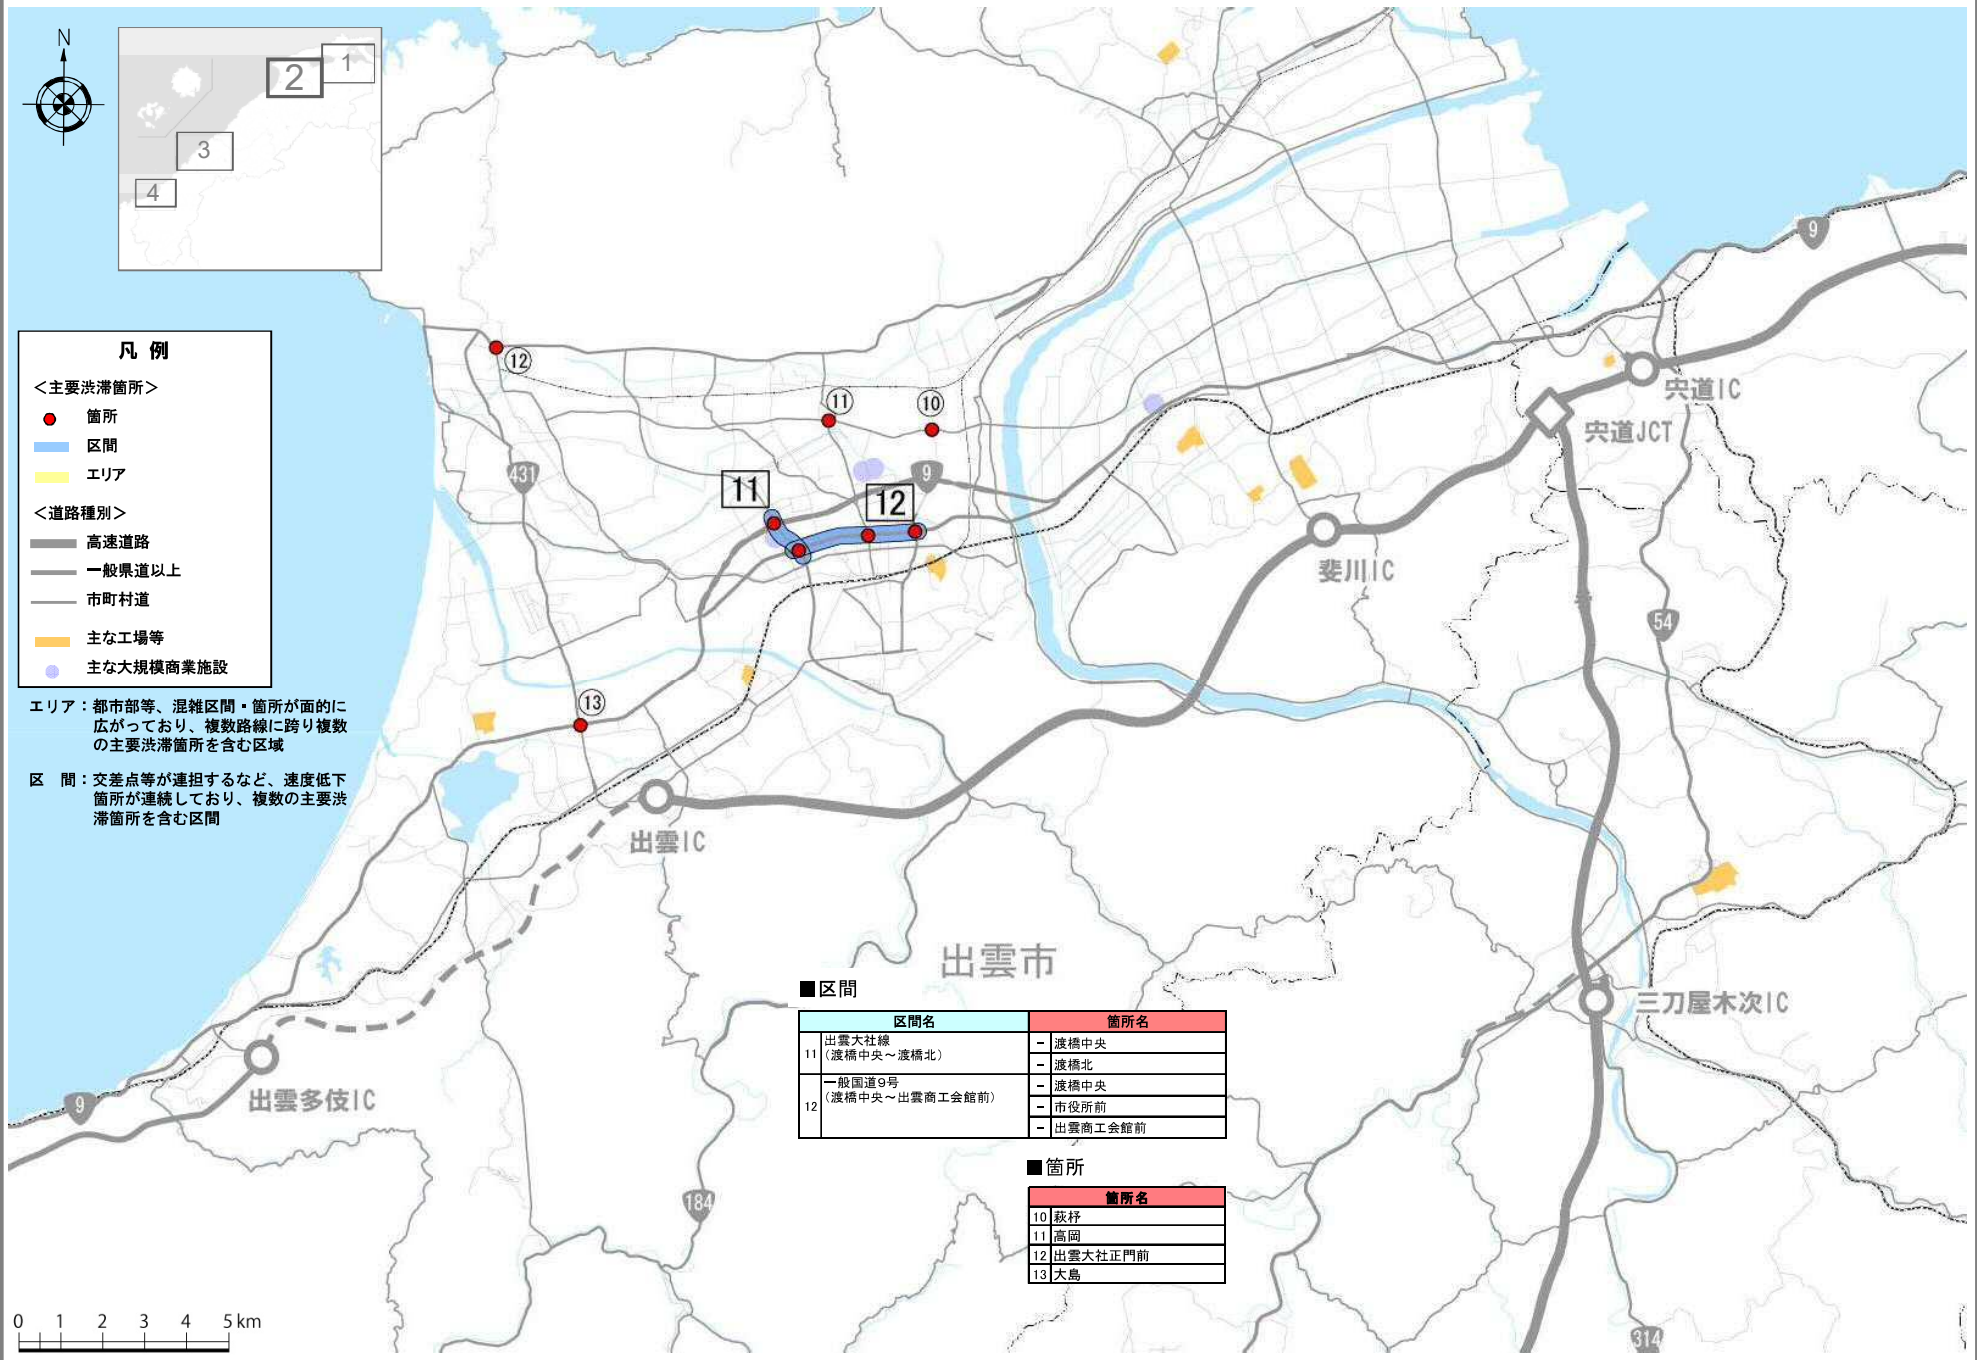 N
1
2
3
4
凡 例
＜主要渋滞箇所＞
箇所
区間
エリア
＜道路種別＞
高速道路
一般県道以上
市町村道
主な工場等
主な大規模商業施設
エリア：都市部等、混雑区間・箇所が面的に
広がっており、複数路線に跨り複数
の主要渋滞箇所を含む区域
区　間：交差点等が連担するなど、速度低下
箇所が連続しており、複数の主要渋
滞箇所を含む区間
9
宍道IC
宍道JCT
⑫
⑪
⑩
431
9
11
12
斐川IC
54
⑬
出雲IC
出雲市
三刀屋木次IC
出雲多伎IC
9
184
314
■区間
区間名 箇所名
11 出雲大社線
（渡橋中央～渡橋北）
－ 渡橋中央
－ 渡橋北
12 一般国道9号
（渡橋中央～出雲商工会館前）
－ 渡橋中央
－ 市役所前
－ 出雲商工会館前
■箇所
箇所名
10 萩杼
11 高岡
12 出雲大社正門前
13 大島
0 1 2 3 4 5 km